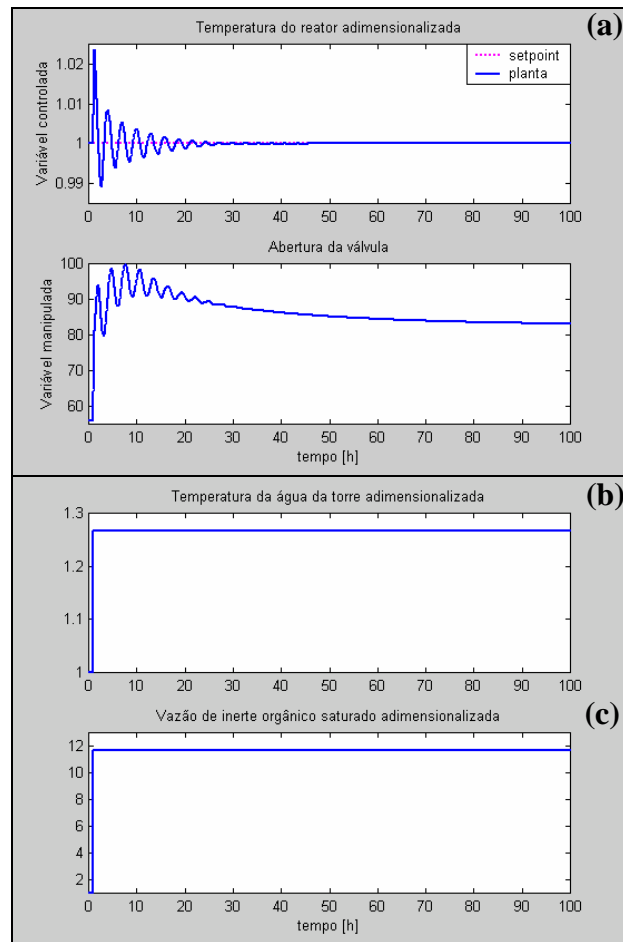 Temperatura do reator adimensionalizada
(a)
setpoint
planta
Variável controlada
1.02
1.01
1
0.99
0 10 20 30 40 50 60 70 80 90 100
Abertura da válvula
Variável manipulada
100
90
80
70
60
0 10 20 30 40 50 60 70 80 90 100
tempo [h]
Temperatura da água da torre adimensionalizada
(b)
1.3
1.2
1.1
1
0 10 20 30 40 50 60 70 80 90 100
Vazão de inerte orgânico saturado adimensionalizada
(c)
12
10
8
6
4
2
0 10 20 30 40 50 60 70 80 90 100
tempo [h]